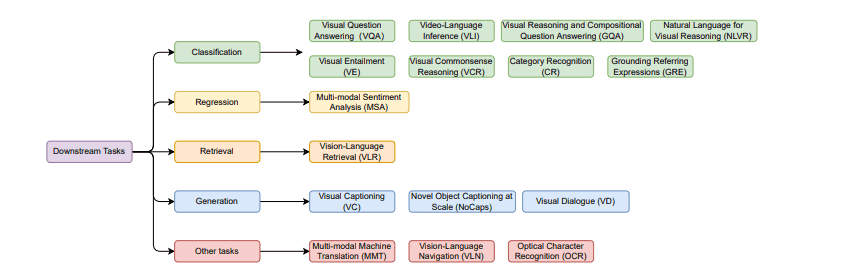 Visual Question
Answering (VQA)
Video-Language
Inference (VLI)
Visual Reasoning and Compositional
Question Answering (GQA)
Natural Language for
Visual Reasoning (NLVR)
Classification
Visual Entailment
(VE)
Visual Commonsense
Reasoning (VCR)
Category Recognition
(CR)
Grounding Referring
Expressions (GRE)
Regression
Multi-modal Sentiment
Analysis (MSA)
Downstream Tasks
Retrieval
Vision-Language
Retrieval (VLR)
Generation
Visual Captioning
(VC)
Novel Object Captioning at
Scale (NoCaps)
Visual Dialogue (VD)
Other tasks
Multi-modal Machine
Translation (MMT)
Vision-Language
Navigation (VLN)
Optical Character
Recognition (OCR)